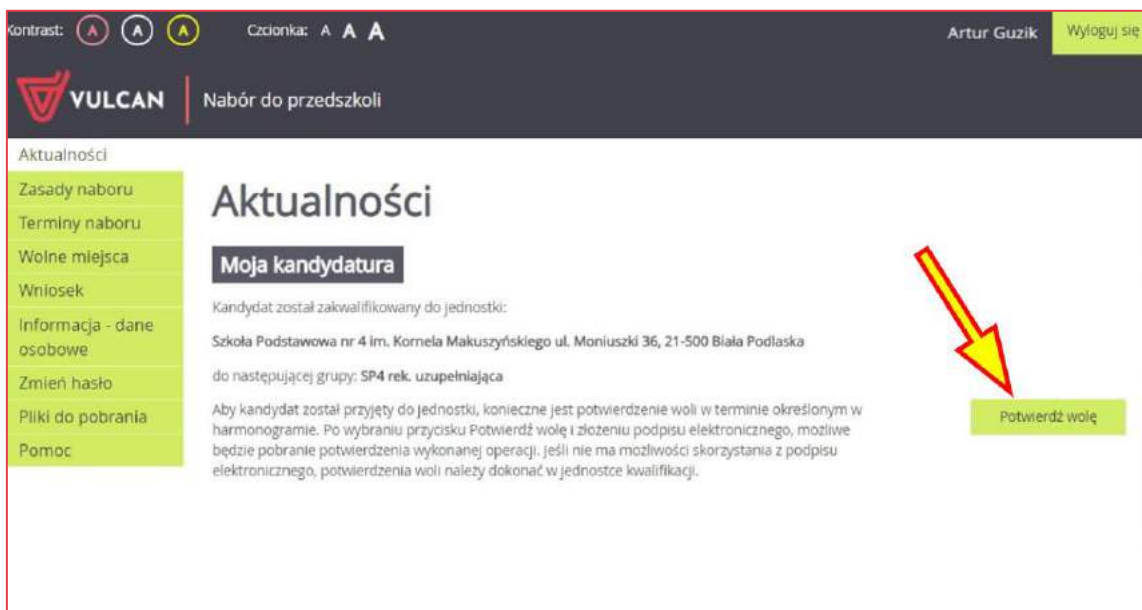 Kontrast: A A A Czcionka: A A A Artur Guzik Wyloguj się
VULCAN Nabór do przedszkoli
Aktualności
Zasady naboru
Terminy naboru
Wolne miejsca
Wniosek
Informacja - dane
osobowe
Zmień hasło
Pliki do pobrania
Pomoc
Aktualności
Moja kandydatura
Kandydat został zakwalifikowany do jednostki:
Szkoła Podstawowa nr 4 im. Kornela Makuszyńskiego ul. Moniuszki 36, 21-500 Biała Podlaska
do następującej grupy: SP4 rek. uzupełniająca
Aby kandydat został przyjęty do jednostki, konieczne jest potwierdzenie woli w terminie określonym w
harmonogramie. Po wybraniu przycisku Potwierdź wolę i złożeniu podpisu elektronicznego, możliwe
będzie pobranie potwierdzenia wykonanej operacji. Jeśli nie ma możliwości skorzystania z podpisu
elektronicznego, potwierdzenia woli należy dokonać w jednostce kwalifikacji.
Potwierdź wolę